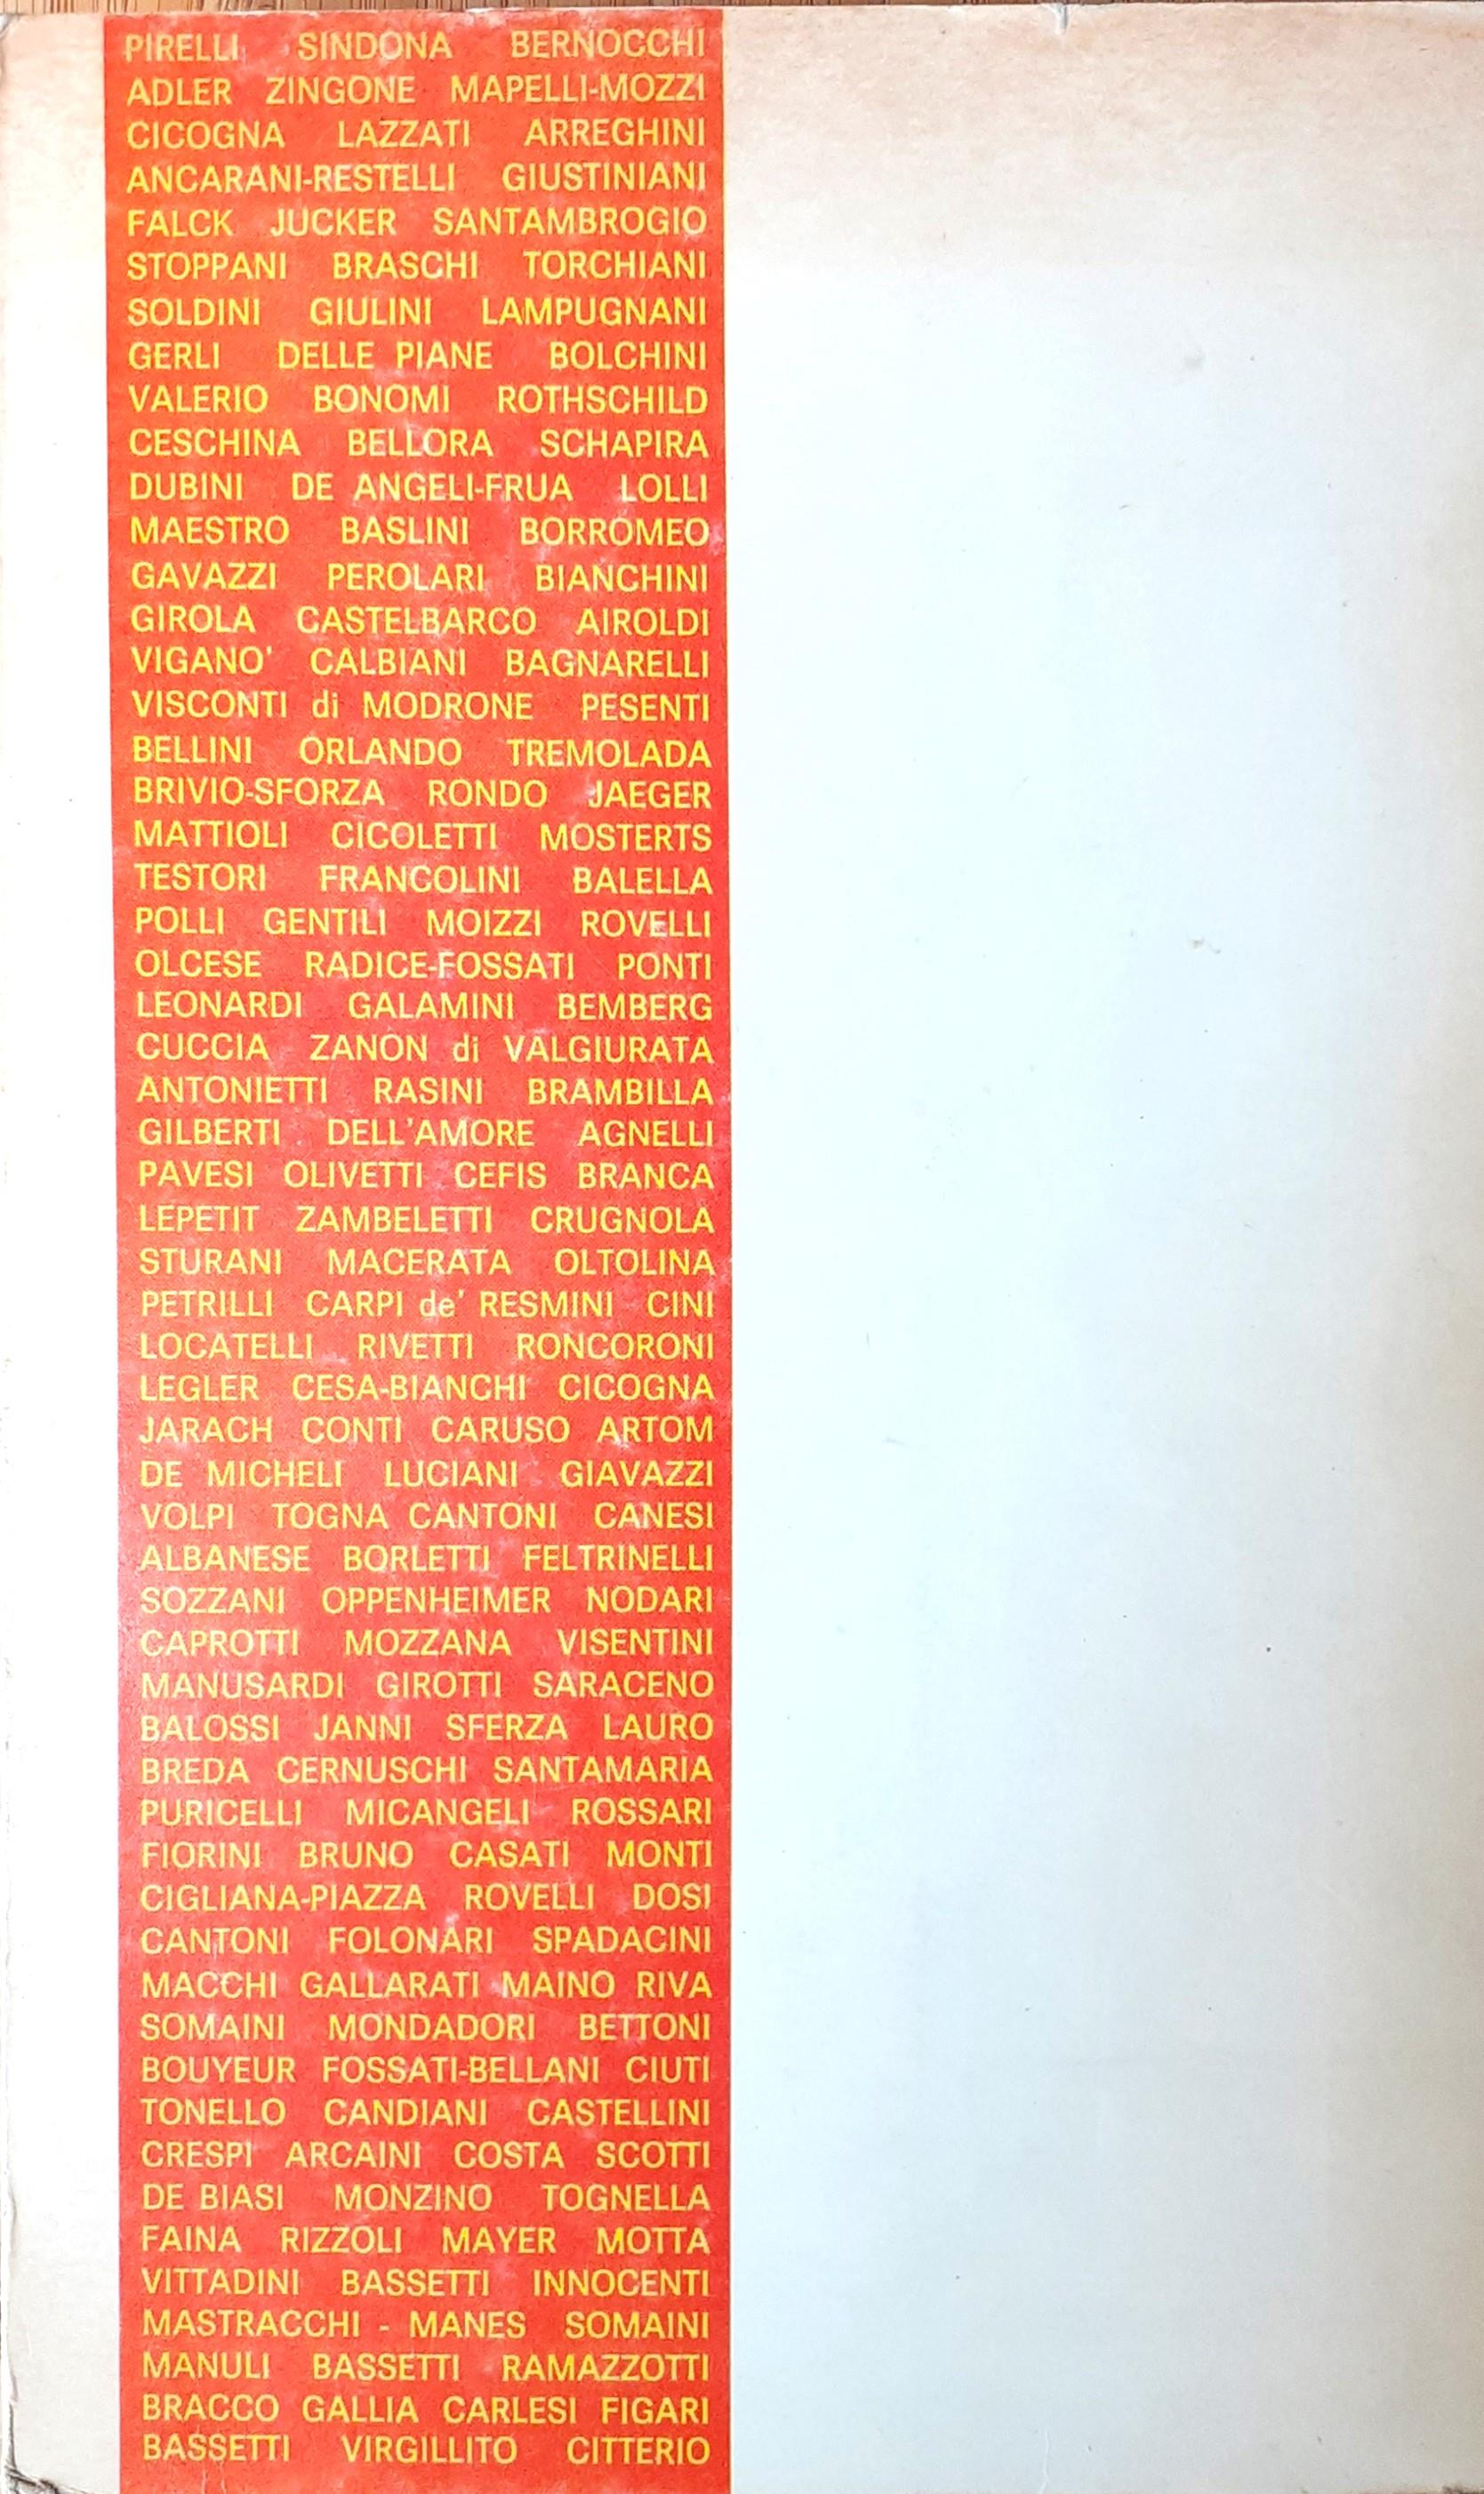 PIRELLI SINDONA BERNOCCHI
ADLER ZINGONE MAPELLI-MOZZI
CICOGNA LAZZATI ARREGHINI
ANCARANI-RESTELLI GIUSTINIANI
FALCK JUCKER SANTAMBROGIO
STOPPANI BRASCHI TORCHIANI
SOLDINI GIULINI LAMPUGNANI
GERLI DELLE PIANE BOLCHINI
VALERIO BONOMI ROTHSCHILD
CESCHINA BELLORA SCHAPIRA
DUBINI DE ANGELI-FRUA LOLLI
MAESTRO BASLINI BORROMEO
GAVAZZI PEROLARI BIANCHINI
GIROLA CASTELBARCO AIROLDI
VIGANO' CALBIANI BAGNARELLI
VISCONTI di MODRONE PESENTI
BELLINI ORLANDO TREMOLADA
BRIVIO-SFORZA RONDO JAEGER
MATTIOLI CICOLETTI MOSTERTS
TESTORI FRANCOLINI BALELLA
POLLI GENTILI MOIZZI ROVELLI
OLCESE RADICE-FOSSATI PONTI
LEONARDI GALAMINI BEMBERG
CUCCIA ZANON di VALGIURATA
ANTONIETTI RASINI BRAMBILLA
GILBERTI DELL'AMORE AGNELLI
PAVESI OLIVETTI CEFIS BRANCA
LEPETIT ZAMBELETTI CRUGNOLA
STURANI MACERATA OLTOLINA
PETRILLI CARPI de' RESMINI CINI
LOCATELLI RIVETTI RONCORONI
LEGLER CESA-BIANCHI CICOGNA
JARACH CONTI CARUSO ARTOM
DE MICHELI LUCIANI GIAVAZZI
VOLPI TOGNA CANTONI CANESI
ALBANESE BORLETTI FELTRINELLI
SOZZANI OPPENHEIMER NODARI
CAPROTTI MOZZANA VISENTINI
MANUSARDI GIROTTI SARACENO
BALOSSI JANNI SFERZA LAURO
BREDA CERNUSCHI SANTAMARIA
PURICELLI MICANGELI ROSSARI
FIORINI BRUNO CASATI MONTI
CIGLIANA-PIAZZA ROVELLI DOSI
CANTONI FOLONARI SPADACINI
MACCHI GALLARATI MAINO RIVA
SOMAINI MONDADORI BETTONI
BOUYEUR FOSSATI-BELLANI CIUTI
TONELLO CANDIANI CASTELLINI
CRESPI ARCAINI COSTA SCOTTI
DE BIASI MONZINO TOGNELLA
FAINA RIZZOLI MAYER MOTTA
VITTADINI BASSETTI INNOCENTI
MASTRACCHI - MANES SOMAINI
MANULI BASSETTI RAMAZZOTTI
BRACCO GALLIA CARLESI FIGARI
BASSETTI VIRGILLITO CITTERIO